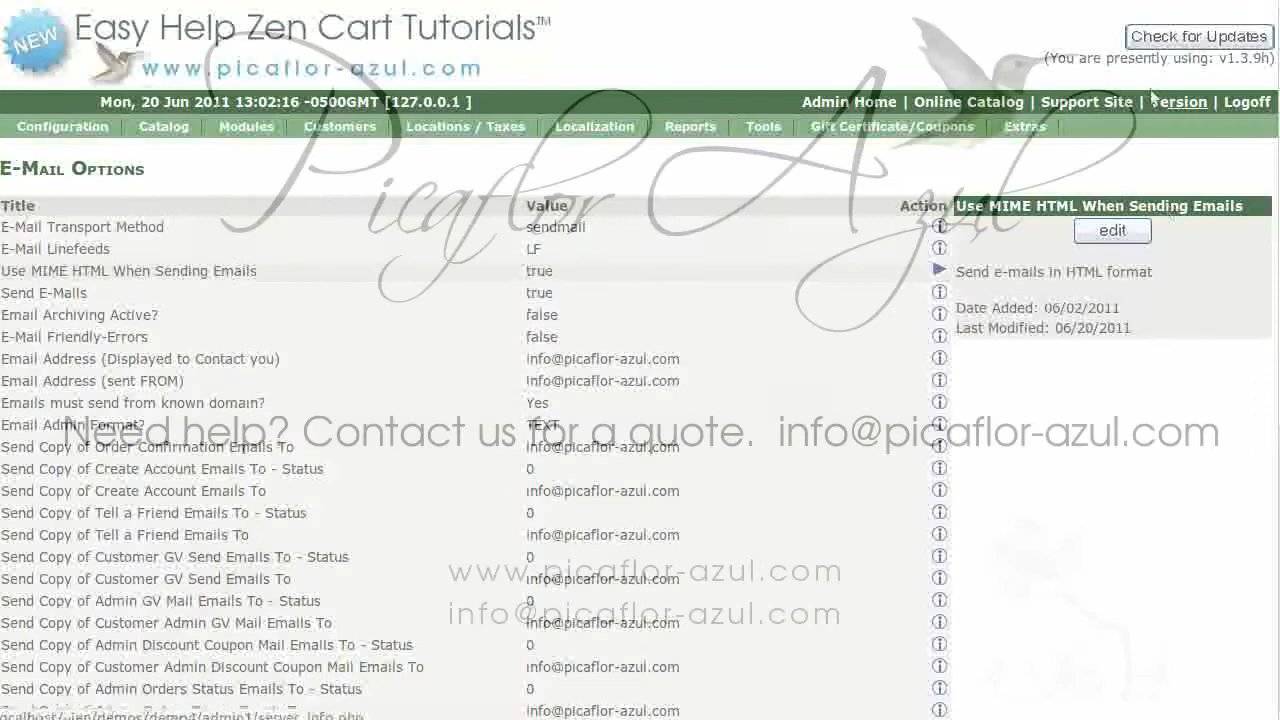 NEW
Easy Help Zen Cart Tutorials™
www.picaflor-azul.com
Check for Updates
(You are presently using: v1.3.9h)
Mon, 20 Jun 2011 13:02:16 -0500GMT [127.0.0.1 ]
Admin Home | Online Catalog | Support Site | Version | Logoff
Configuration Catalog Modules Customers Locations / Taxes Localization Reports Tools Gift Certificate/Coupons Extras
Picaflor Azul
E-Mail Options
Title Value Action
Use MIME HTML When Sending Emails
edit
Send e-mails in HTML format
Date Added: 06/02/2011
Last Modified: 06/20/2011
E-Mail Transport Method sendmail
E-Mail Linefeeds LF
Use MIME HTML When Sending Emails true
Send E-Mails true
Email Archiving Active? false
E-Mail Friendly-Errors false
Email Address (Displayed to Contact you) info@picaflor-azul.com
Email Address (sent FROM) info@picaflor-azul.com
Emails must send from known domain? Yes
Email Admin Format? TEXT
Need help? Contact us for a quote. info@picaflor-azul.com
Send Copy of Order Confirmation Emails To info@picaflor-azul.com
Send Copy of Create Account Emails To - Status 0
Send Copy of Create Account Emails To info@picaflor-azul.com
Send Copy of Tell a Friend Emails To - Status 0
Send Copy of Tell a Friend Emails To info@picaflor-azul.com
Send Copy of Customer GV Send Emails To - Status 0
www.picaflor-azul.com
Send Copy of Customer GV Send Emails To info@picaflor-azul.com
Send Copy of Admin GV Mail Emails To - Status 0
info@picaflor-azul.com
Send Copy of Customer Admin GV Mail Emails To info@picaflor-azul.com
Send Copy of Admin Discount Coupon Mail Emails To - Status 0
Send Copy of Customer Admin Discount Coupon Mail Emails To info@picaflor-azul.com
Send Copy of Admin Orders Status Emails To - Status 0
info@picaflor-azul.com